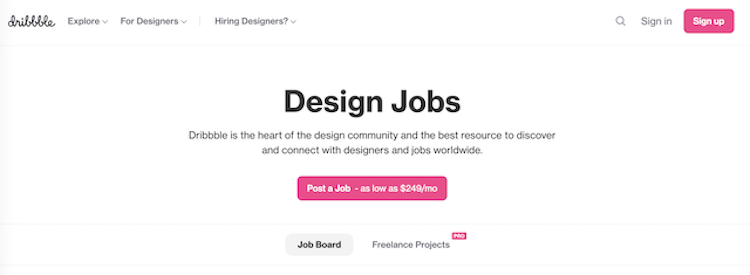 dribbble Explore For Designers Hiring Designers? Sign in Sign up
Design Jobs
Dribbble is the heart of the design community and the best resource to discover
and connect with designers and jobs worldwide.
Post a Job - as low as $249/mo
Job Board Freelance Projects PRO